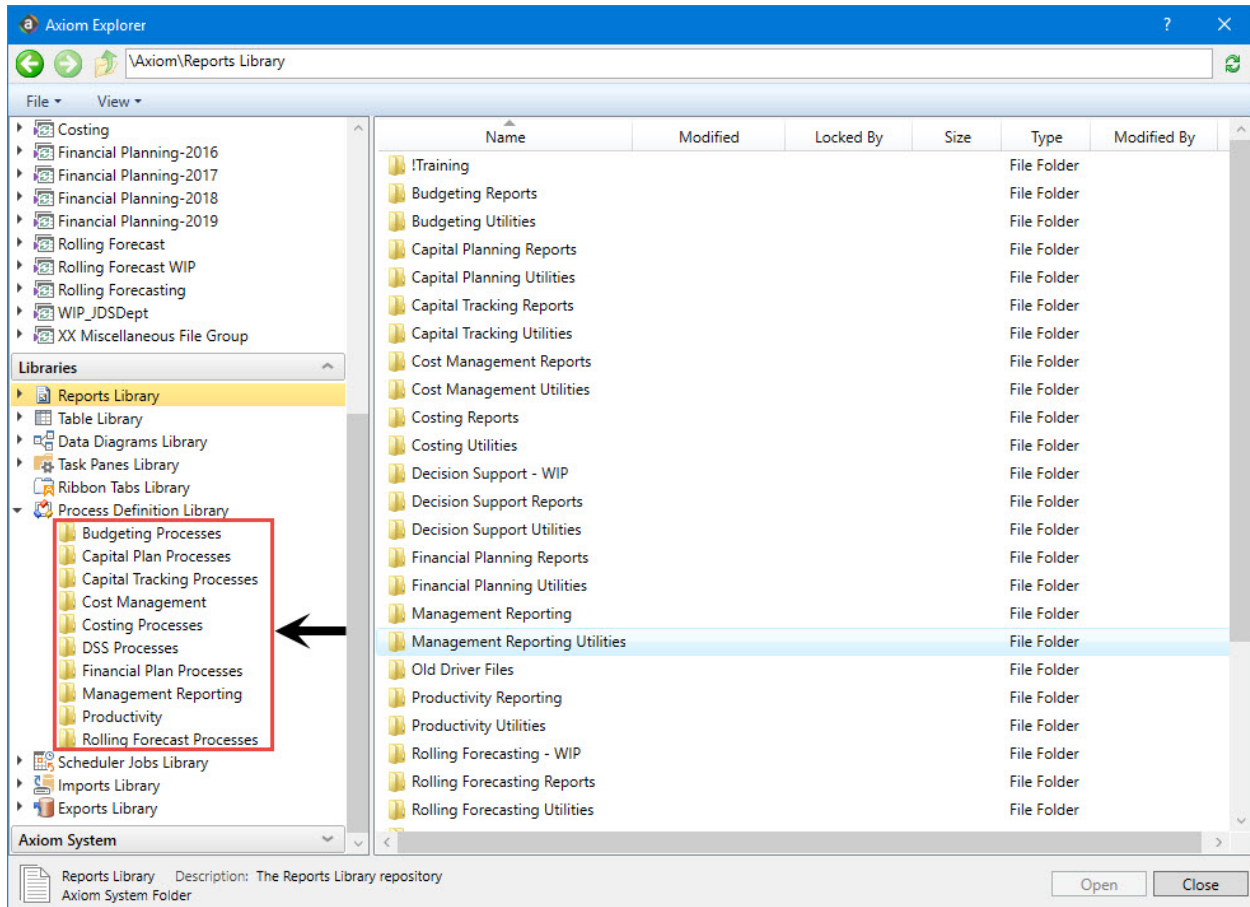 Axiom Explorer
\Axiom\Reports Library
File View
Costing
Financial Planning-2016
Financial Planning-2017
Financial Planning-2018
Financial Planning-2019
Rolling Forecast
Rolling Forecast WIP
Rolling Forecasting
WIP_JDSDept
XX Miscellaneous File Group
Libraries
Reports Library
Table Library
Data Diagrams Library
Task Panes Library
Ribbon Tabs Library
Process Definition Library
Budgeting Processes
Capital Plan Processes
Capital Tracking Processes
Cost Management
Costing Processes
DSS Processes
Financial Plan Processes
Management Reporting
Productivity
Rolling Forecast Processes
Scheduler Jobs Library
Imports Library
Exports Library
Axiom System
Name Modified Locked By Size Type Modified By
!Training File Folder
Budgeting Reports File Folder
Budgeting Utilities File Folder
Capital Planning Reports File Folder
Capital Planning Utilities File Folder
Capital Tracking Reports File Folder
Capital Tracking Utilities File Folder
Cost Management Reports File Folder
Cost Management Utilities File Folder
Costing Reports File Folder
Costing Utilities File Folder
Decision Support - WIP File Folder
Decision Support Reports File Folder
Decision Support Utilities File Folder
Financial Planning Reports File Folder
Financial Planning Utilities File Folder
Management Reporting File Folder
Management Reporting Utilities File Folder
Old Driver Files File Folder
Productivity Reporting File Folder
Productivity Utilities File Folder
Rolling Forecasting - WIP File Folder
Rolling Forecasting Reports File Folder
Rolling Forecasting Utilities File Folder
Reports Library Description: The Reports Library repository
Axiom System Folder
Open Close